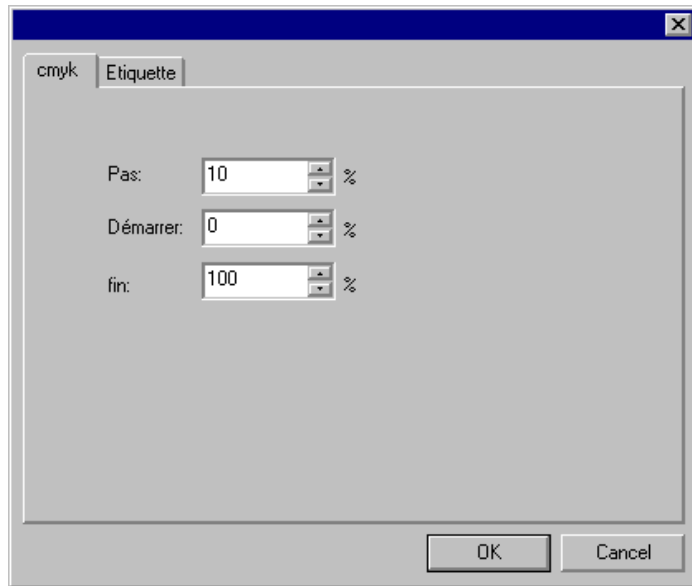 cmyk Etiquette
Pas: 10 %
Démarrer: 0 %
fin: 100 %
OK Cancel